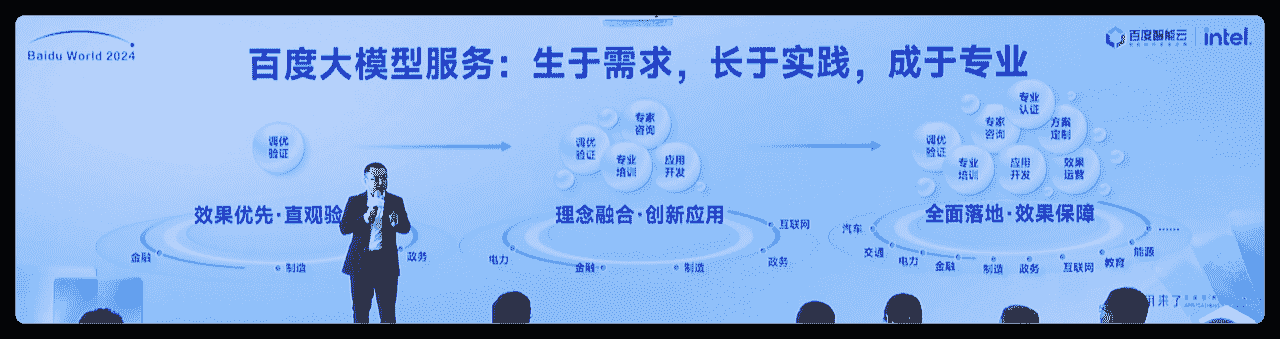 Baidu World 2024
百度智能云
intel.
百度大模型服务：生于需求，长于实践，成于专业
调优
验证
效果优先·直观验
金融
制造
政务
专家
咨询
调优
验证
专业
培训
应用
开发
理念融合·创新应用
电力
金融
制造
政务
互联网
专业
认证
专家
咨询
方案
定制
调优
验证
专业
培训
应用
开发
效果
运营
全面落地·效果保障
汽车
交通
电力
金融
制造
政务
互联网
教育
能源
······
用来了